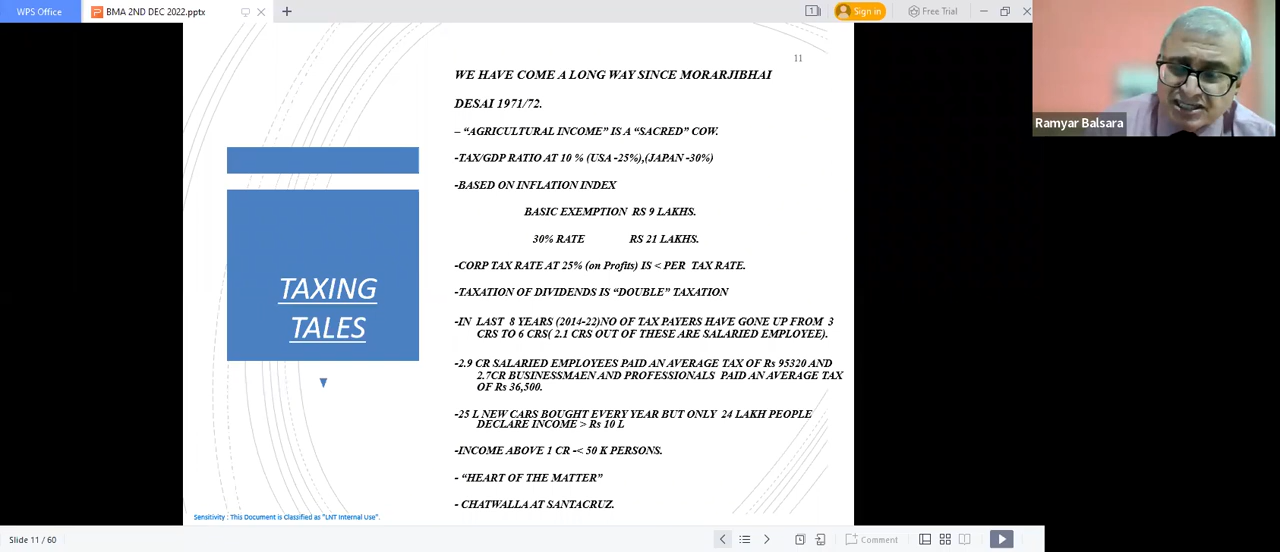 WPS Office
BMA 2ND DEC 2022.pptx
1
Sign in
Free Trial
Ramyar Balsara
11
TAXING
TALES
WE HAVE COME A LONG WAY SINCE MORARJIBHAI
DESAI 1971/72.
– “AGRICULTURAL INCOME” IS A “SACRED” COW.
-TAX/GDP RATIO AT 10 % (USA -25%),(JAPAN -30%)
-BASED ON INFLATION INDEX
BASIC EXEMPTION RS 9 LAKHS.
30% RATE RS 21 LAKHS.
-CORP TAX RATE AT 25% (on Profits) IS < PER TAX RATE.
-TAXATION OF DIVIDENDS IS “DOUBLE” TAXATION
-IN LAST 8 YEARS (2014-22)NO OF TAX PAYERS HAVE GONE UP FROM 3
CRS TO 6 CRS( 2.1 CRS OUT OF THESE ARE SALARIED EMPLOYEE).
-2.9 CR SALARIED EMPLOYEES PAID AN AVERAGE TAX OF Rs 95320 AND
2.7CR BUSINESSMAEN AND PROFESSIONALS PAID AN AVERAGE TAX
OF Rs 36,500.
-25 L NEW CARS BOUGHT EVERY YEAR BUT ONLY 24 LAKH PEOPLE
DECLARE INCOME > Rs 10 L
-INCOME ABOVE 1 CR -< 50 K PERSONS.
- “HEART OF THE MATTER”
- CHATWALLA AT SANTACRUZ.
Sensitivity : This Document is Classified as "LNT Internal Use".
Slide 11 / 60
Comment